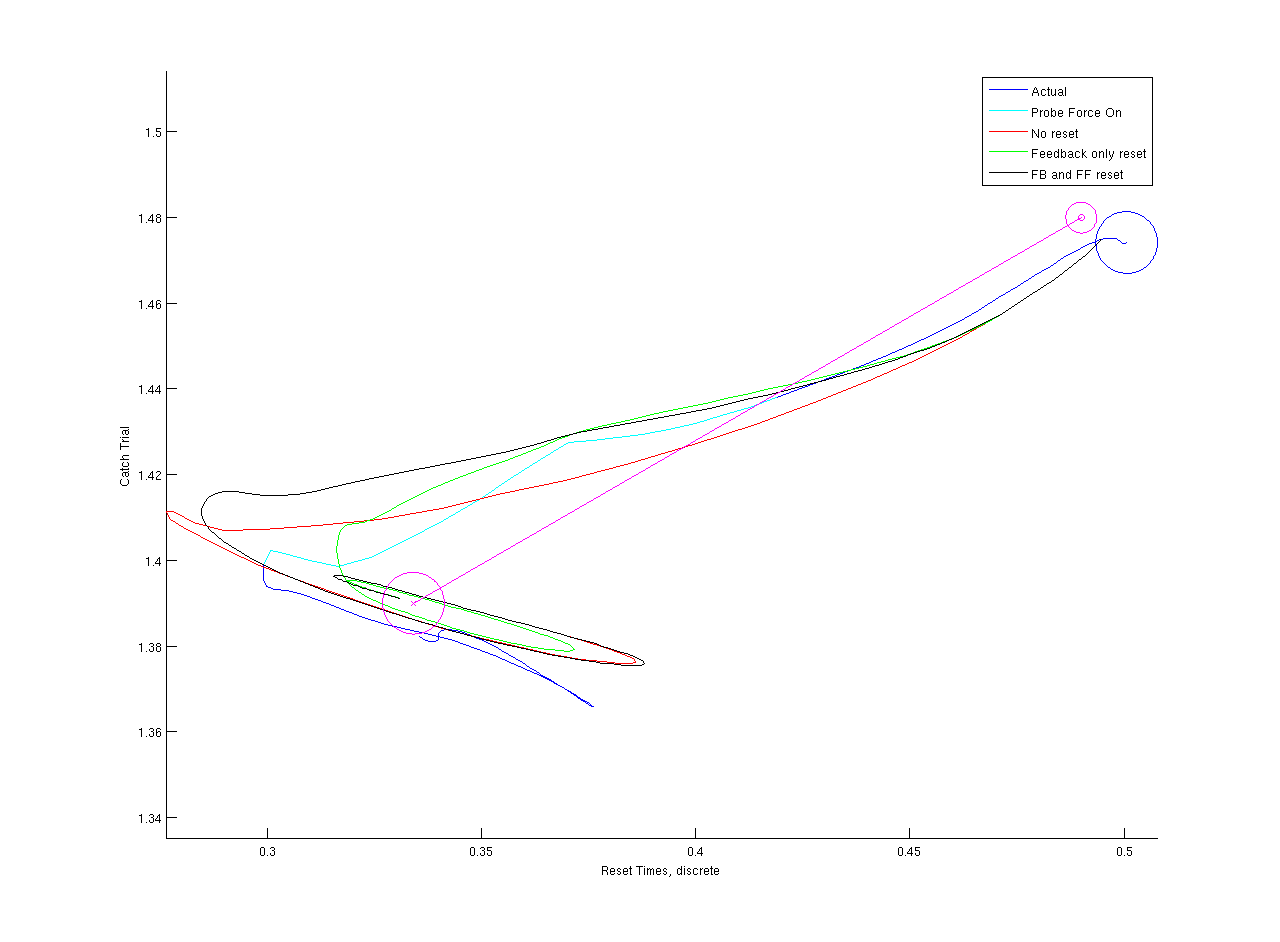 Actual
Probe Force On
No reset
Feedback only reset
FB and FF reset
1.5
1.48
1.46
1.44
1.42
1.4
1.38
1.36
1.34
Catch Trial
0.3 0.35 0.4 0.45 0.5
Reset Times, discrete